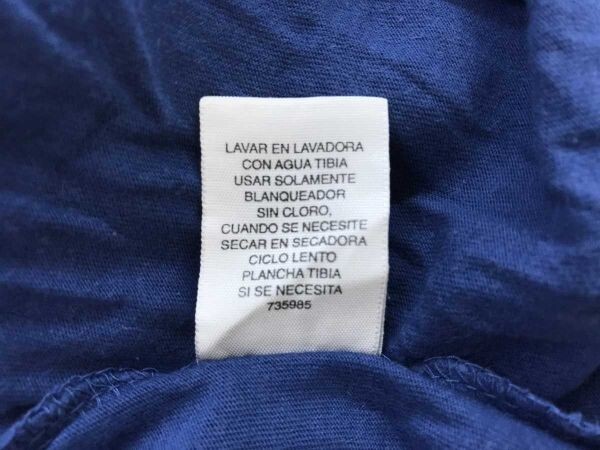 LAVAR EN LAVADORA
CON AGUA TIBIA
USAR SOLAMENTE
BLANQUEADOR
SIN CLORO,
CUANDO SE NECESITE
SECAR EN SECADORA
CICLO LENTO
PLANCHA TIBIA
SI SE NECESITA
735985